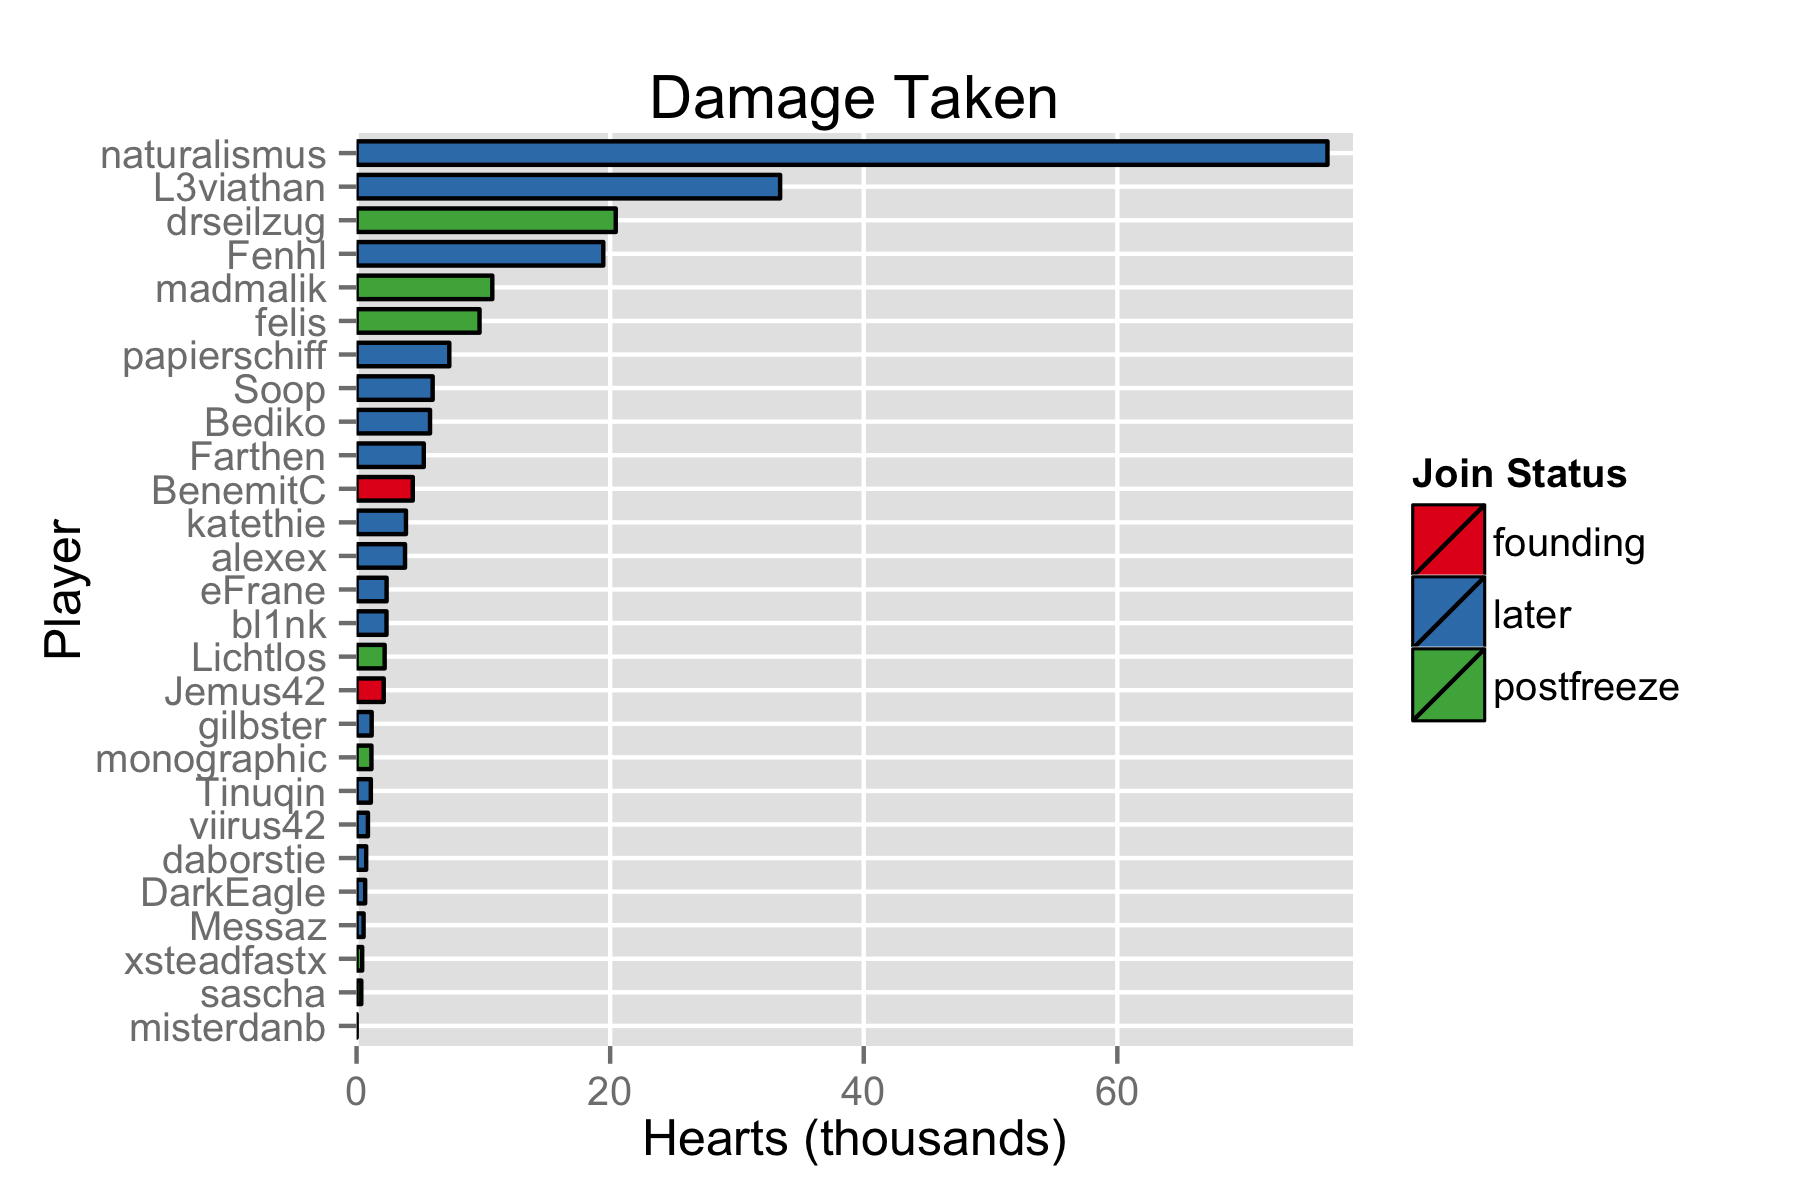 Damage Taken
Player
naturalismus
L3viathan
drseilzug
Fenhl
madmalik
felis
papierschiff
Soop
Bediko
Farthen
BenemitC
katethie
alexex
eFrane
bl1nk
Lichtlos
Jemus42
gilbster
monographic
Tinuqin
viirus42
daborstie
DarkEagle
Messaz
xsteadfastx
sascha
misterdanb
0 20 40 60
Hearts (thousands)
Join Status
founding
later
postfreeze